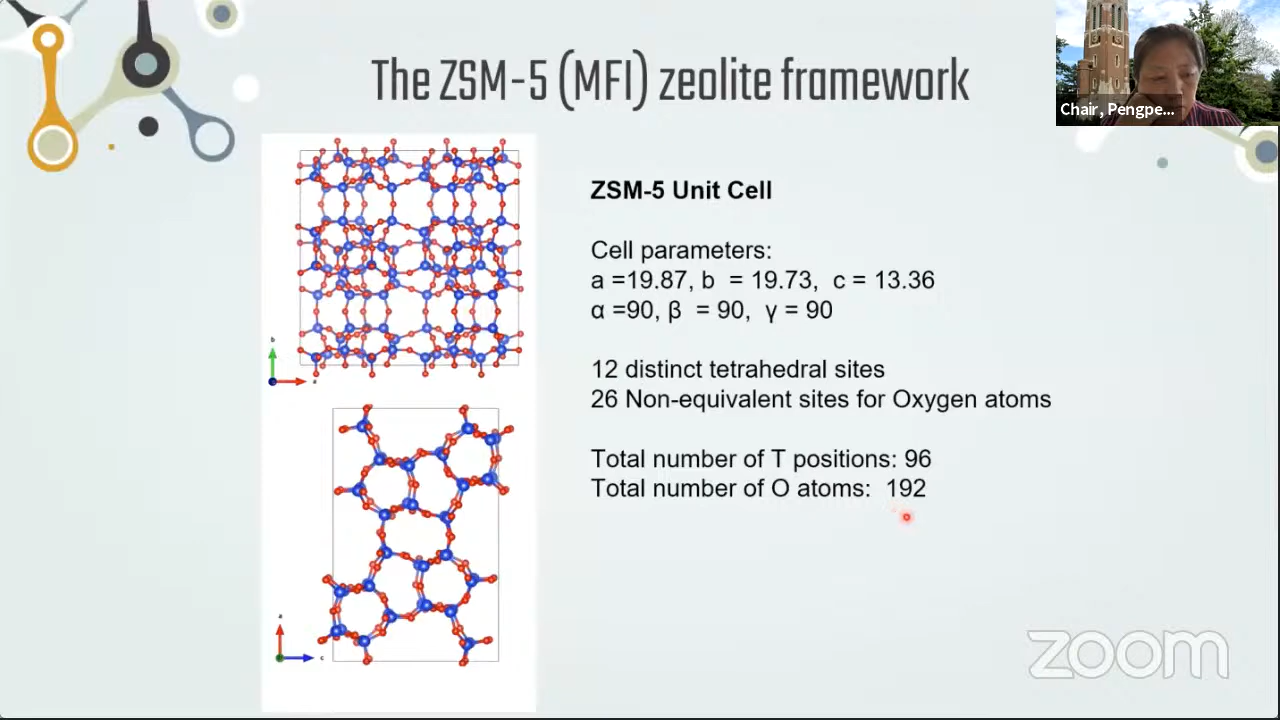 The ZSM-5 (MFI) zeolite framework
Chair, Pengpe...
ZSM-5 Unit Cell
Cell parameters:
a =19.87, b = 19.73, c = 13.36
α =90, β = 90, γ = 90
12 distinct tetrahedral sites
26 Non-equivalent sites for Oxygen atoms
Total number of T positions: 96
Total number of O atoms: 192
b
a
a
c
zoom